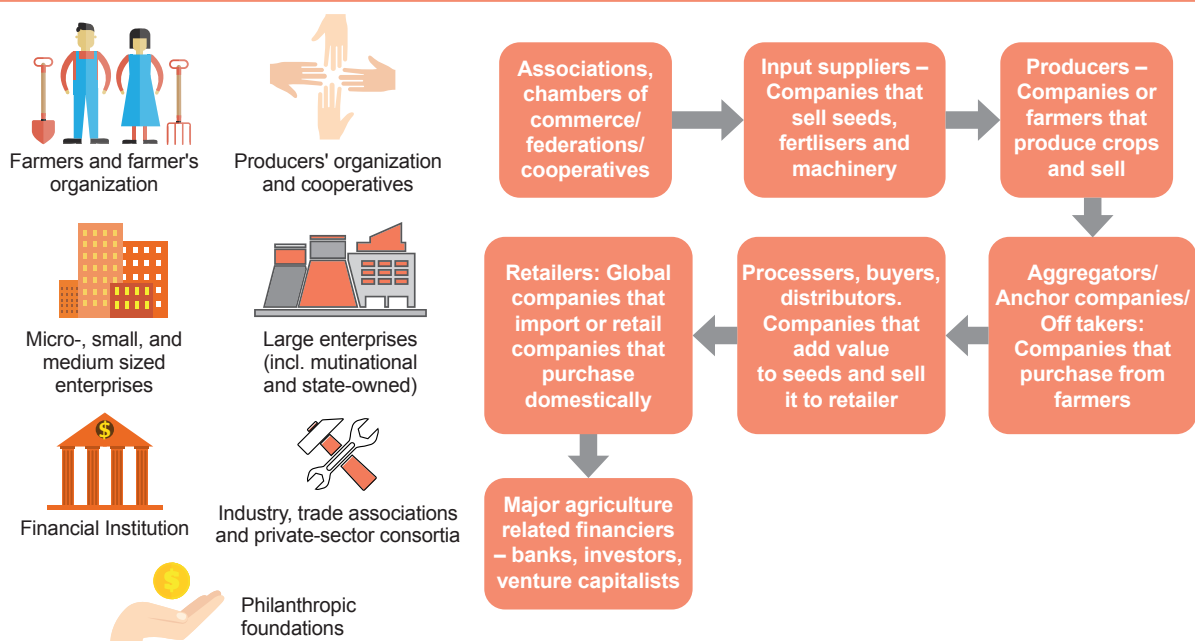 Farmers and farmer's
organization
Producers' organization
and cooperatives
Micro-, small, and
medium sized
enterprises
Large enterprises
(incl. mutinational
and state-owned)
$
Financial Institution
Industry, trade associations
and private-sector consortia
$
Philanthropic
foundations
Associations,
chambers of
commerce/
federations/
cooperatives
Input suppliers –
Companies that
sell seeds,
fertlisers and
machinery
Producers –
Companies or
farmers that
produce crops
and sell
Aggregators/
Anchor companies/
Off takers:
Companies that
purchase from
farmers
Processers, buyers,
distributors.
Companies that
add value
to seeds and sell
it to retailer
Retailers: Global
companies that
import or retail
companies that
purchase
domestically
Major agriculture
related financiers
– banks, investors,
venture capitalists